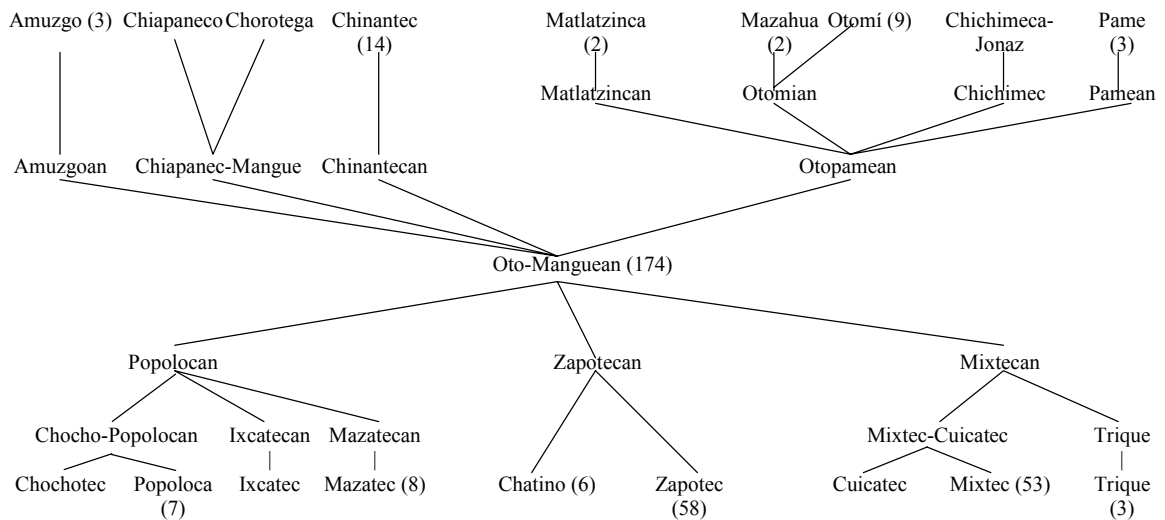 Amuzgo (3) Chiapaneco Chorotega Chinantec Matlatzinca Mazahua Otomí (9) Chichimeca- Pame
(14) (2) (2) Jonaz (3)
Matlatzincan Otomian Chichimec Pamean
Amuzgoan Chiapanec-Mangue Chinantecan Otopamean
Oto-Manguean (174)
Popolocan Zapotecan Mixtecan
Chocho-Popolocan Ixcatecan Mazatecan Mixtec-Cuicatec Trique
Chochotec Popoloca Ixcatec Mazatec (8) Chatino (6) Zapotec Cuicatec Mixtec (53) Trique
(7) (58) (3)